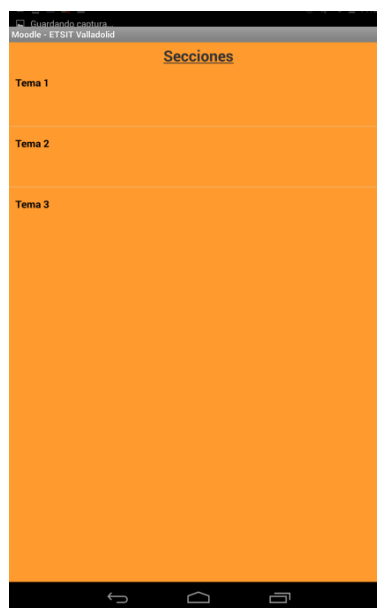 Guardando captura...
Moodle - ETSIT Valladolid
Secciones
Tema 1
Tema 2
Tema 3